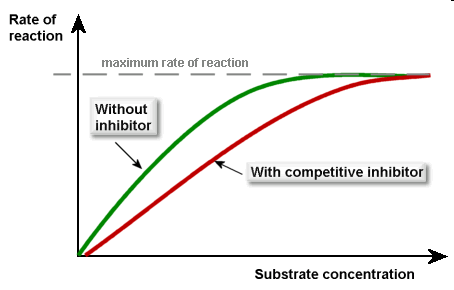 Rate of
reaction
maximum rate of reaction
Without
inhibitor
With competitive inhibitor
Substrate concentration